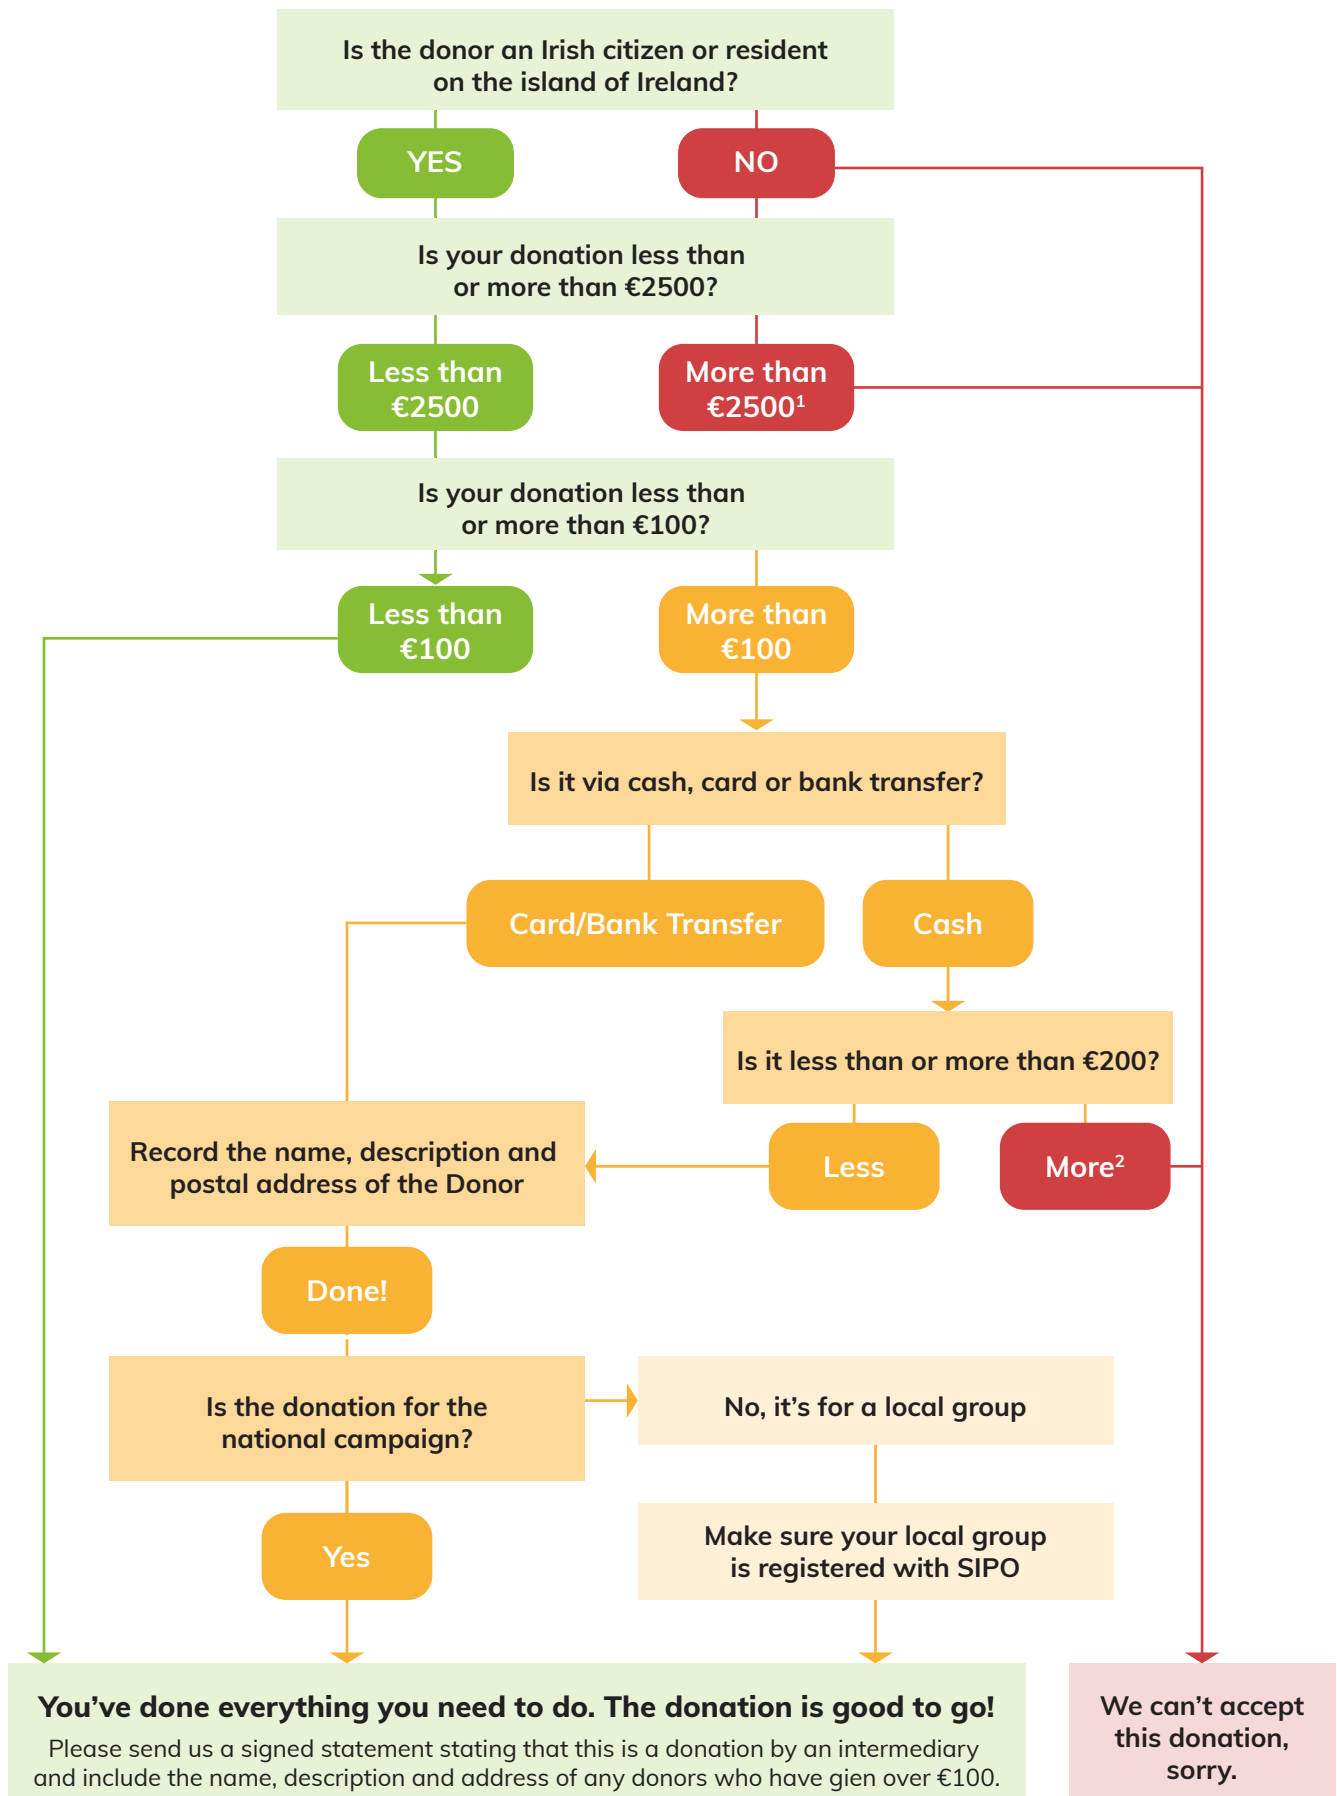 Is the donor an Irish citizen or resident
on the island of Ireland?
YES
NO
Is your donation less than
or more than €2500?
Less than
€2500
More than
€2500¹
Is your donation less than
or more than €100?
Less than
€100
More than
€100
Is it via cash, card or bank transfer?
Card/Bank Transfer
Cash
Is it less than or more than €200?
Less
More²
Record the name, description and
postal address of the Donor
Done!
Is the donation for the
national campaign?
No, it’s for a local group
Yes
Make sure your local group
is registered with SIPO
You’ve done everything you need to do. The donation is good to go!
Please send us a signed statement stating that this is a donation by an intermediary
and include the name, description and address of any donors who have gien over €100.
We can’t accept
this donation,
sorry.